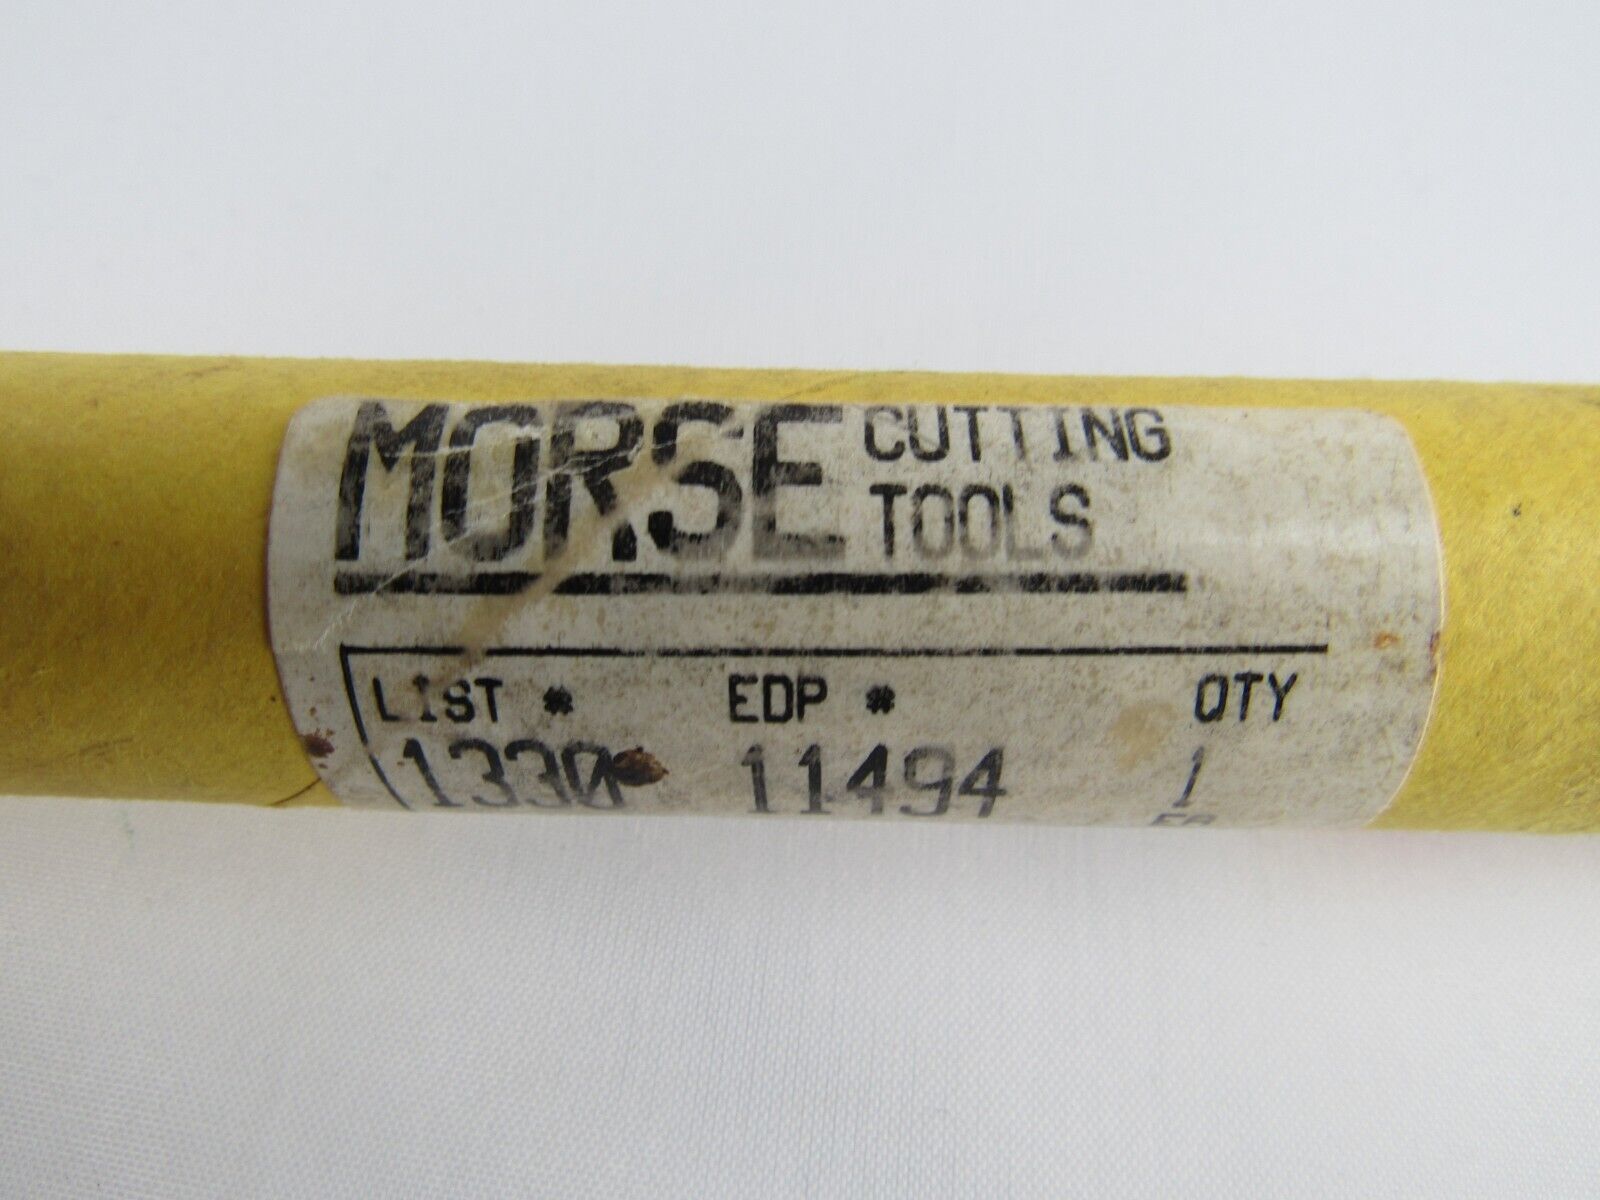 MORSE CUTTING
TOOLS
LIST # EDP # QTY
1330 11494 1